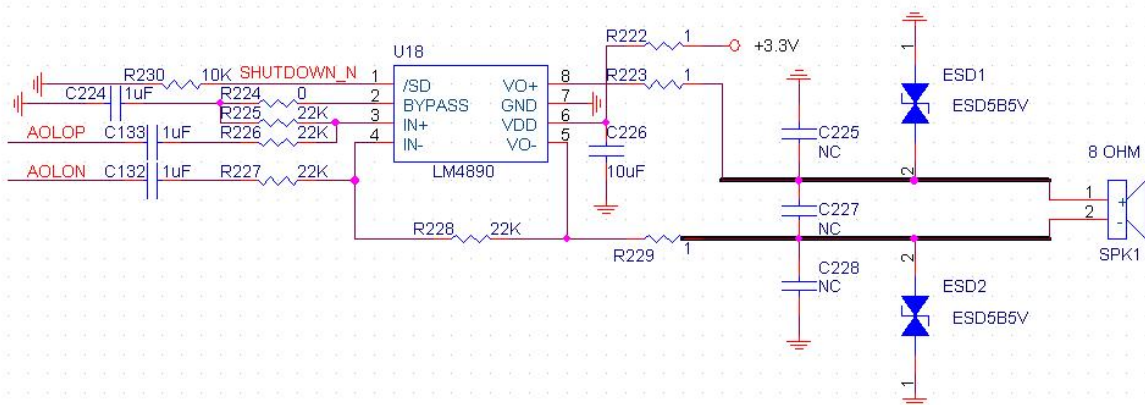 R222 1 +3.3V
U18
R230 10K SHUTDOWN_N 1 /SD VO+ 8 R223 1
C224 1uF R224 0 2 BYPASS GND 7
R225 22K 3 IN+ VDD 6 C226
AOLOP C133 1uF R226 22K 4 IN- VO- 5 10uF
AOLON C132 1uF R227 22K LM4890
R228 22K
R229 1
C225
NC
C227
NC
C228
NC
1
ESD1
ESD5B5V
2
2
ESD2
ESD5B5V
1
8 OHM
1 +
2 -
SPK1